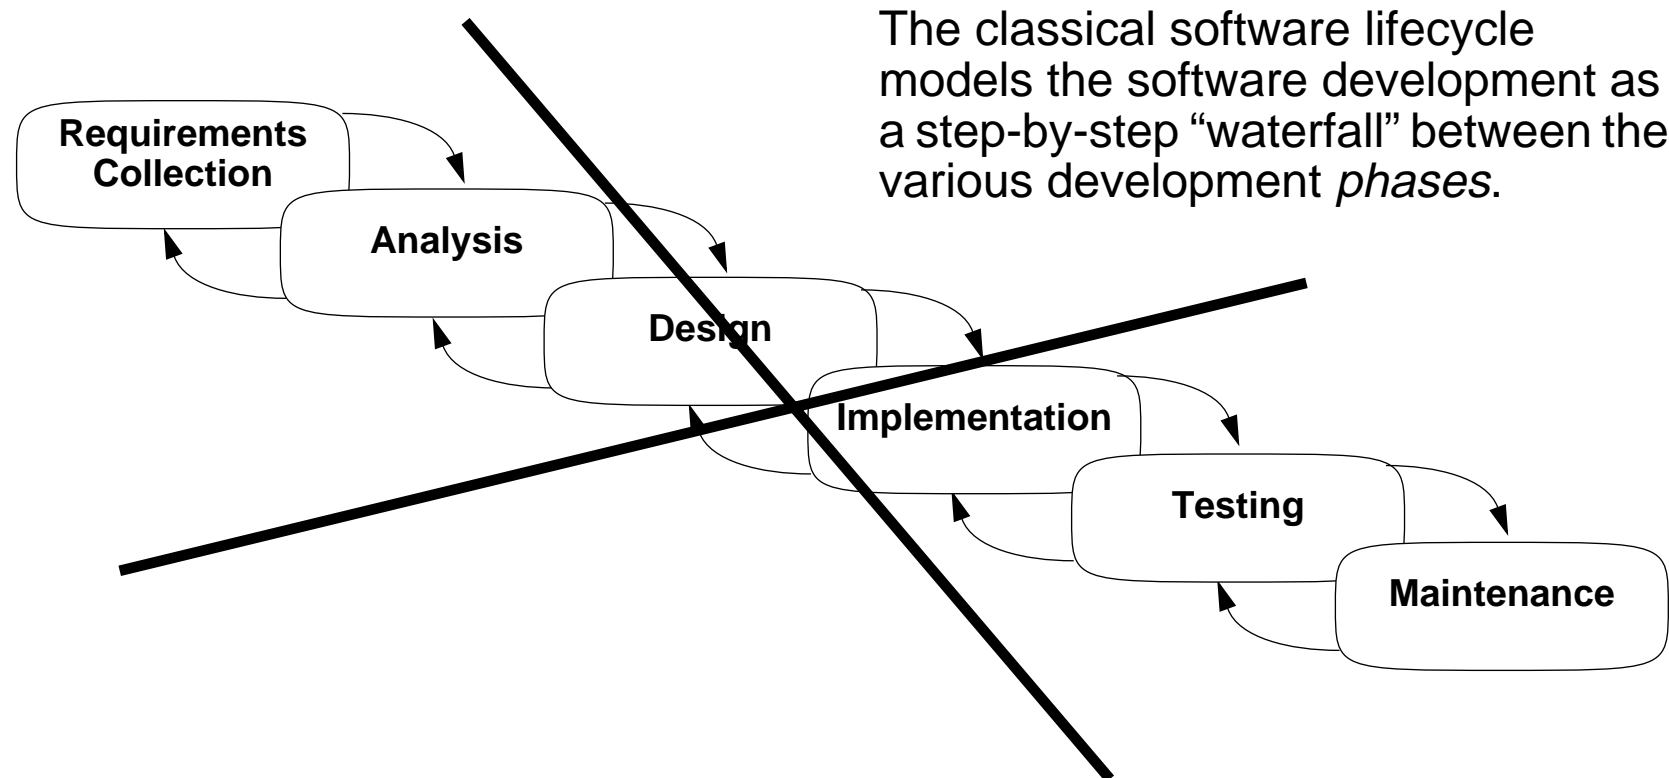 The classical software lifecycle
models the software development as
a step-by-step “waterfall” between the
various development phases.
Requirements
Collection
Analysis
Design
Implementation
Testing
Maintenance